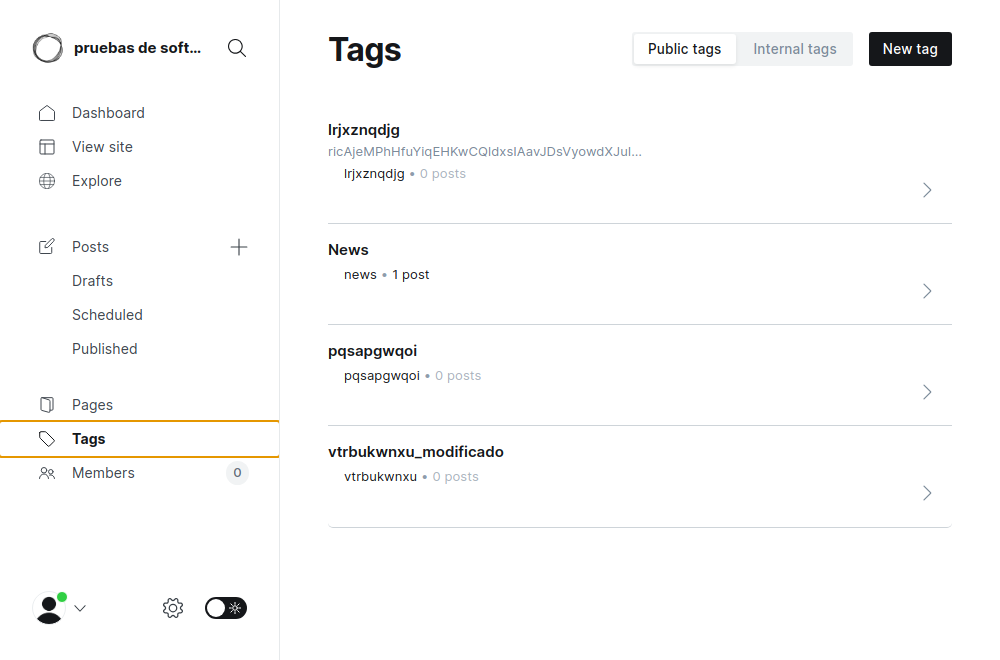 pruebas de soft...
Dashboard
View site
Explore
Posts
Drafts
Scheduled
Published
Pages
Tags
Members 0
Tags
Public tags
Internal tags
New tag
lrjxznqdjg
lrjxznqdjg • 0 posts
News
news • 1 post
pqsapgwqoi
pqsapgwqoi • 0 posts
vtrbukwnxu_modificado
vtrbukwnxu • 0 posts